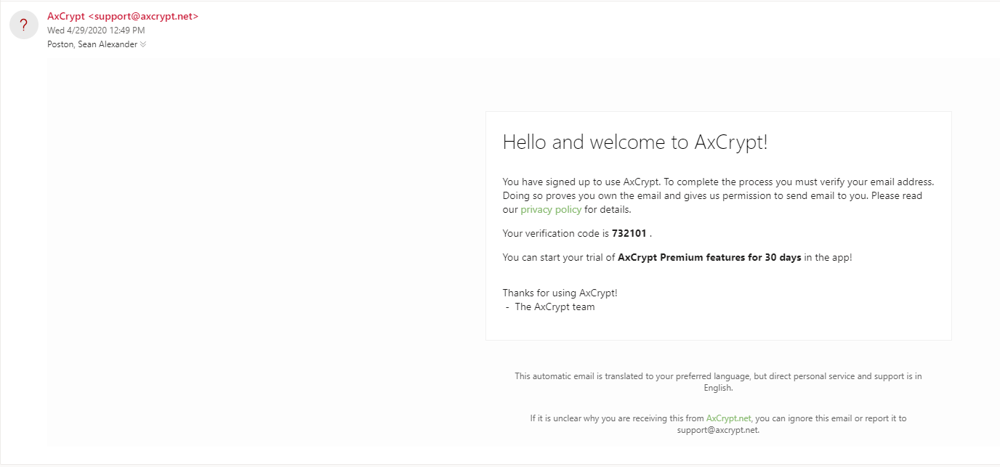 ?
AxCrypt <support@axcrypt.net>
Wed 4/29/2020 12:49 PM
Poston, Sean Alexander
Hello and welcome to AxCrypt!
You have signed up to use AxCrypt. To complete the process you must verify your email address.
Doing so proves you own the email and gives us permission to send email to you. Please read
our privacy policy for details.
Your verification code is 732101 .
You can start your trial of AxCrypt Premium features for 30 days in the app!
Thanks for using AxCrypt!
- The AxCrypt team
This automatic email is translated to your preferred language, but direct personal service and support is in
English.
If it is unclear why you are receiving this from AxCrypt.net, you can ignore this email or report it to
support@axcrypt.net.